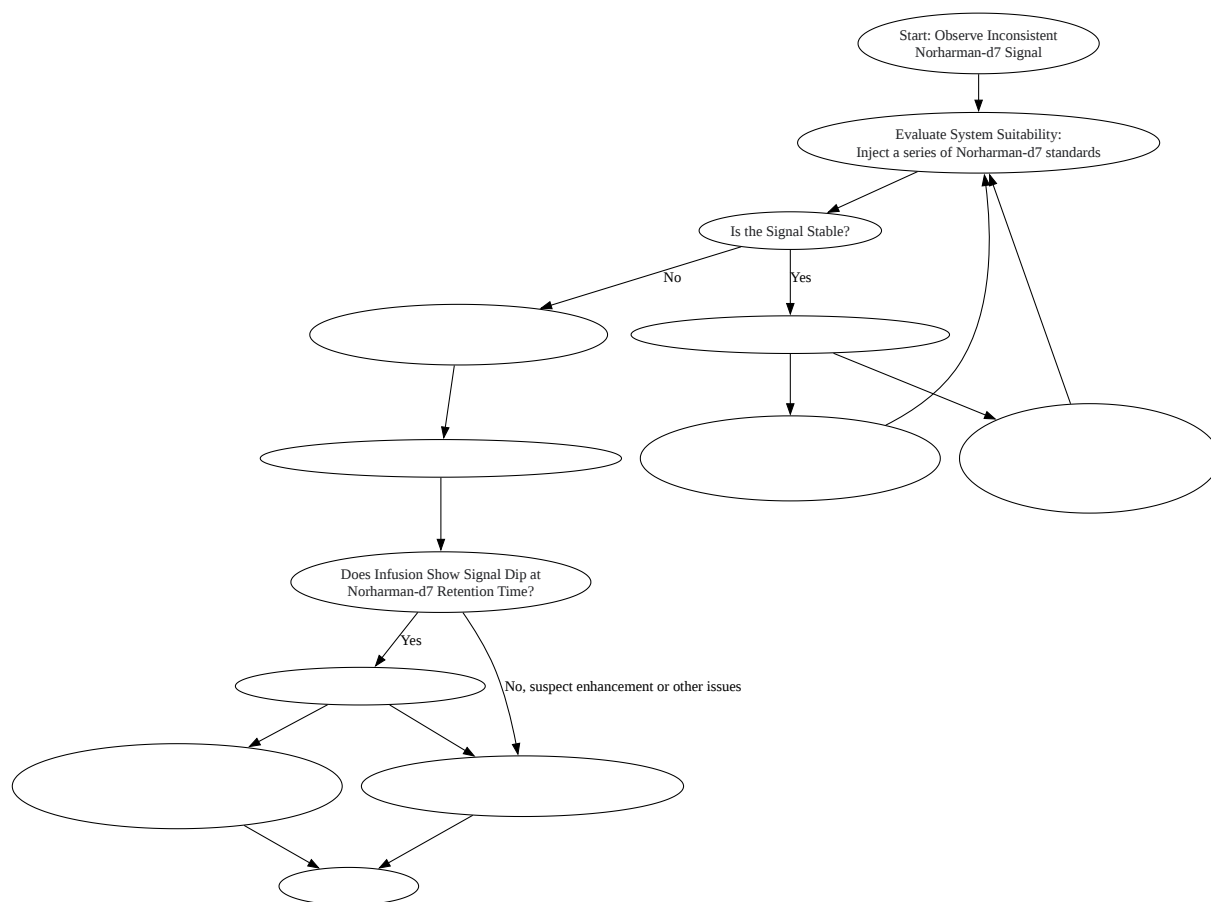 Start: Observe Inconsistent
Norharman-d7 Signal
Evaluate System Suitability:
Inject a series of Norharman-d7 standards
Is the Signal Stable?
No
Yes
Does Infusion Show Signal Dip at
Norharman-d7 Retention Time?
Yes
No, suspect enhancement or other issues